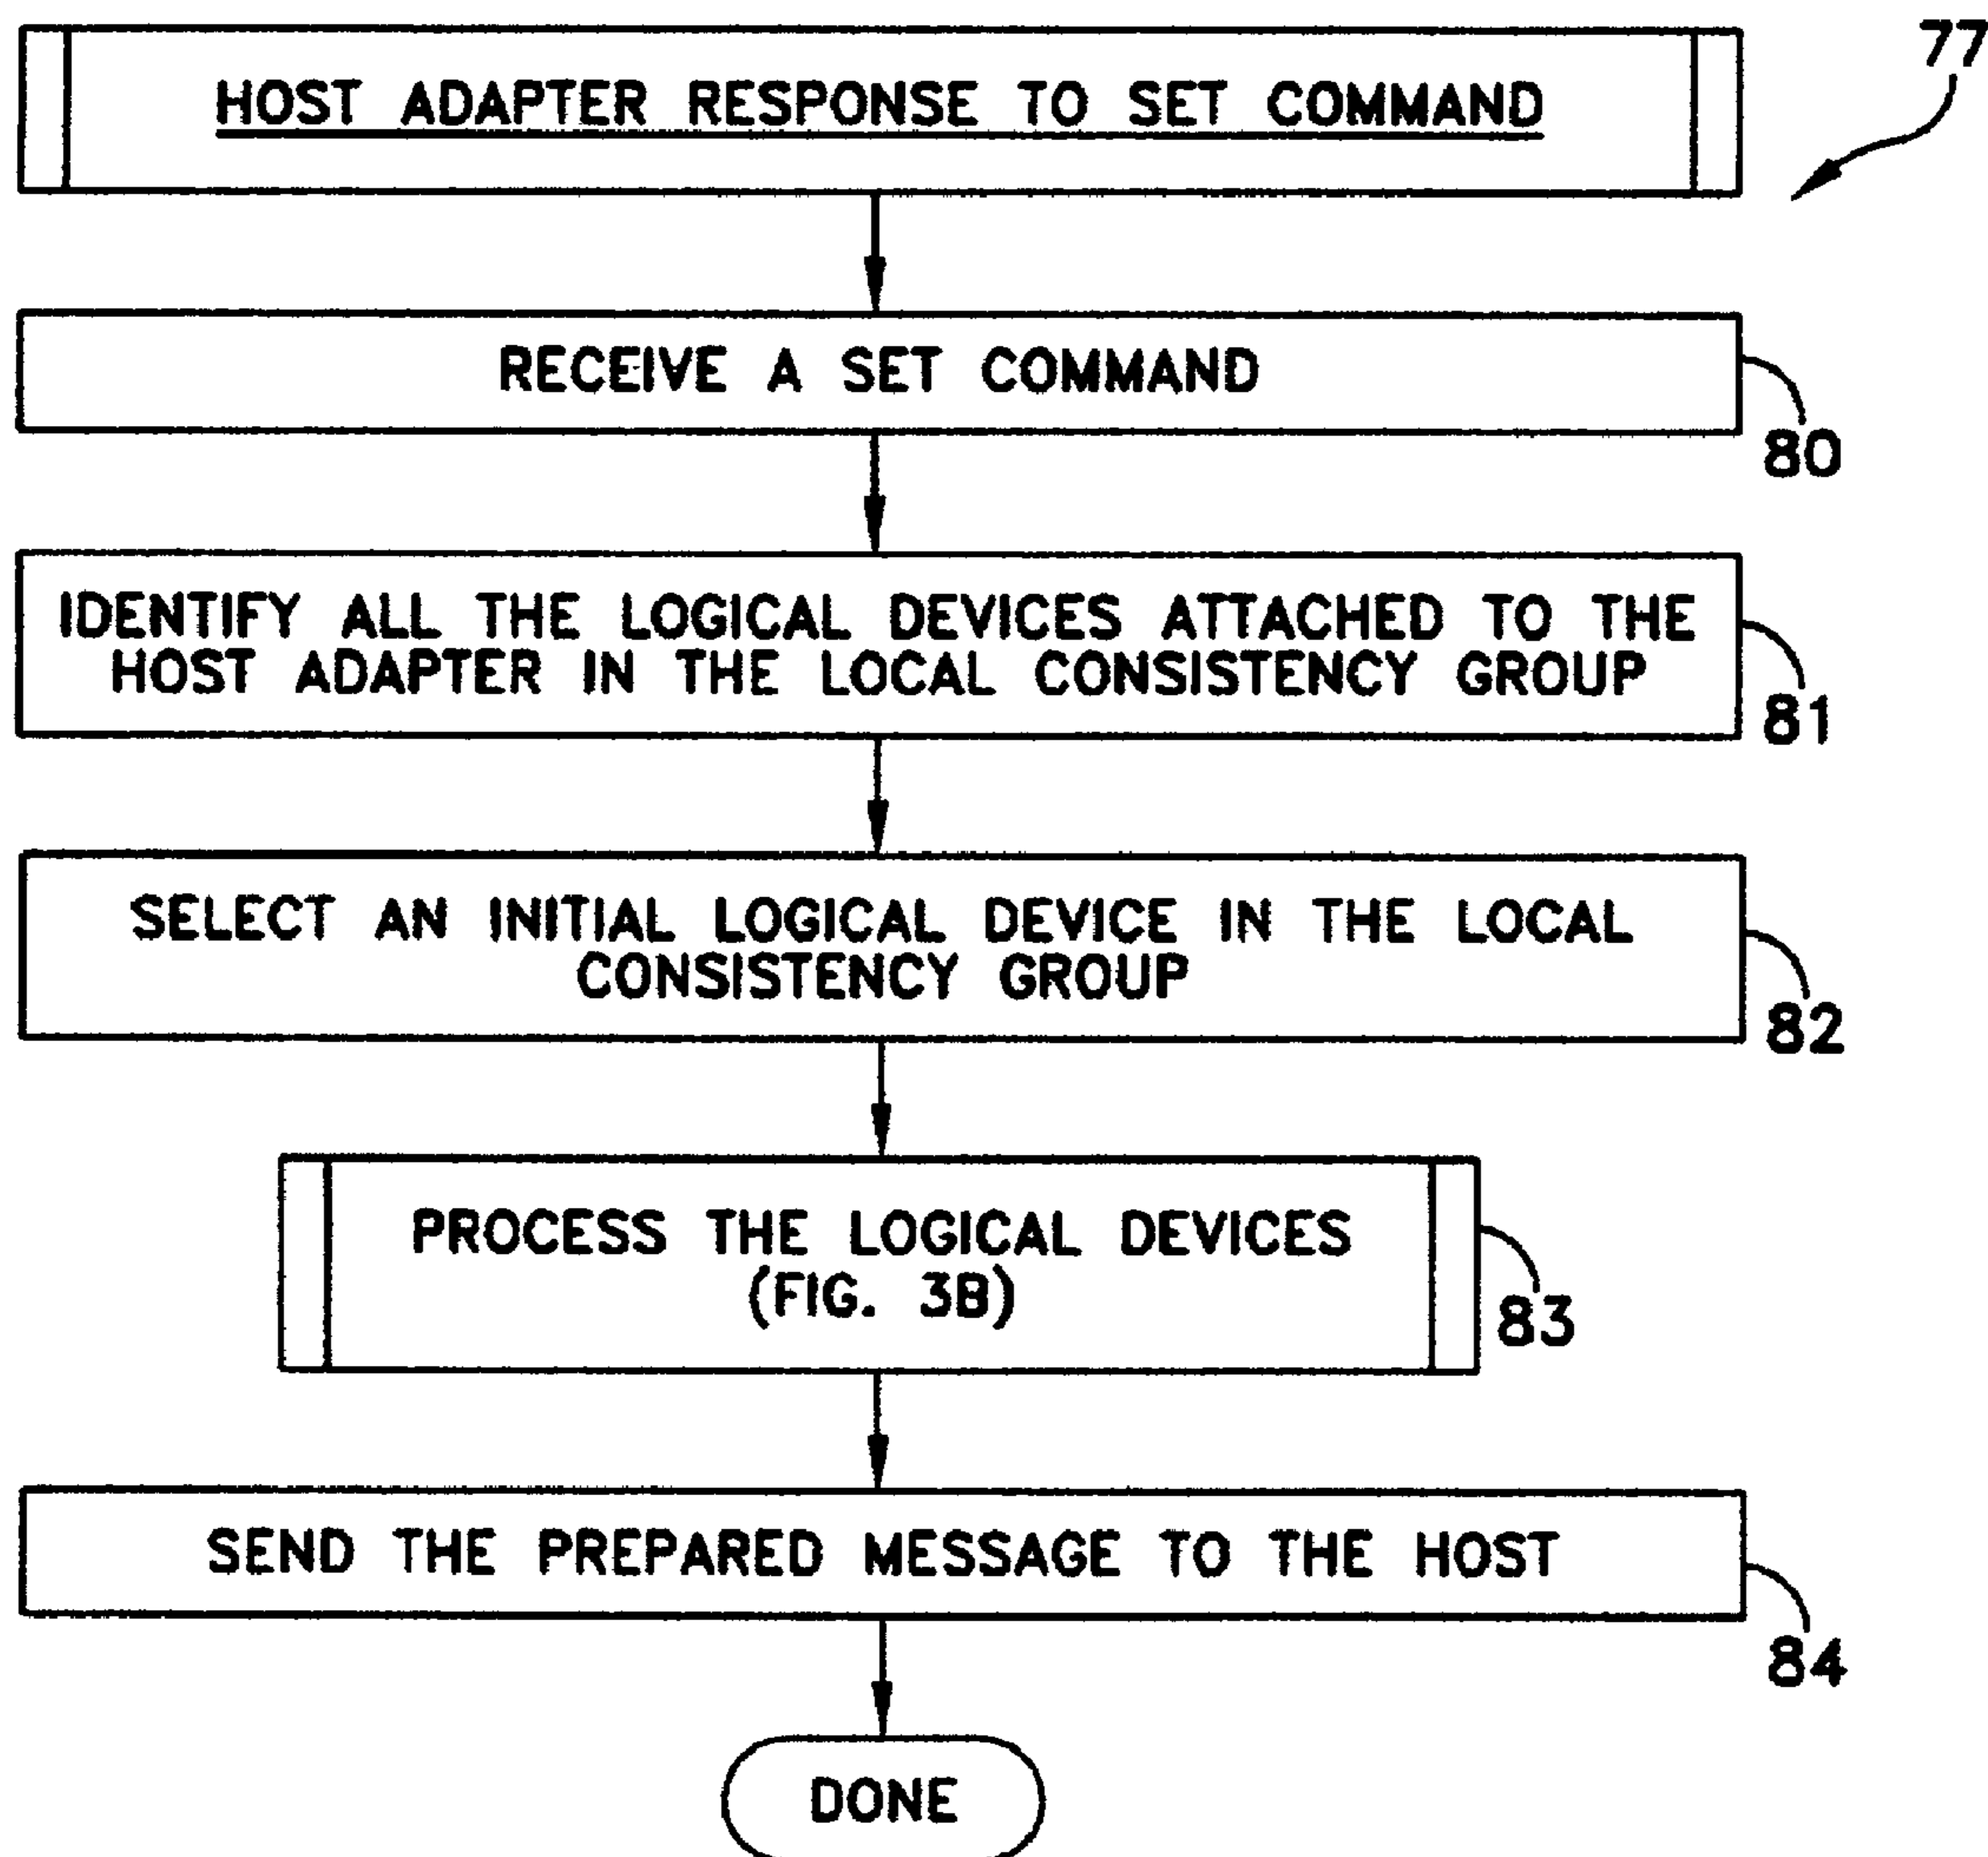 77
HOST ADAPTER RESPONSE TO SET COMMAND
RECEIVE A SET COMMAND
80
IDENTIFY ALL THE LOGICAL DEVICES ATTACHED TO THE
HOST ADAPTER IN THE LOCAL CONSISTENCY GROUP
81
SELECT AN INITIAL LOGICAL DEVICE IN THE LOCAL
CONSISTENCY GROUP
82
PROCESS THE LOGICAL DEVICES
(FIG. 3B)
83
SEND THE PREPARED MESSAGE TO THE HOST
84
DONE